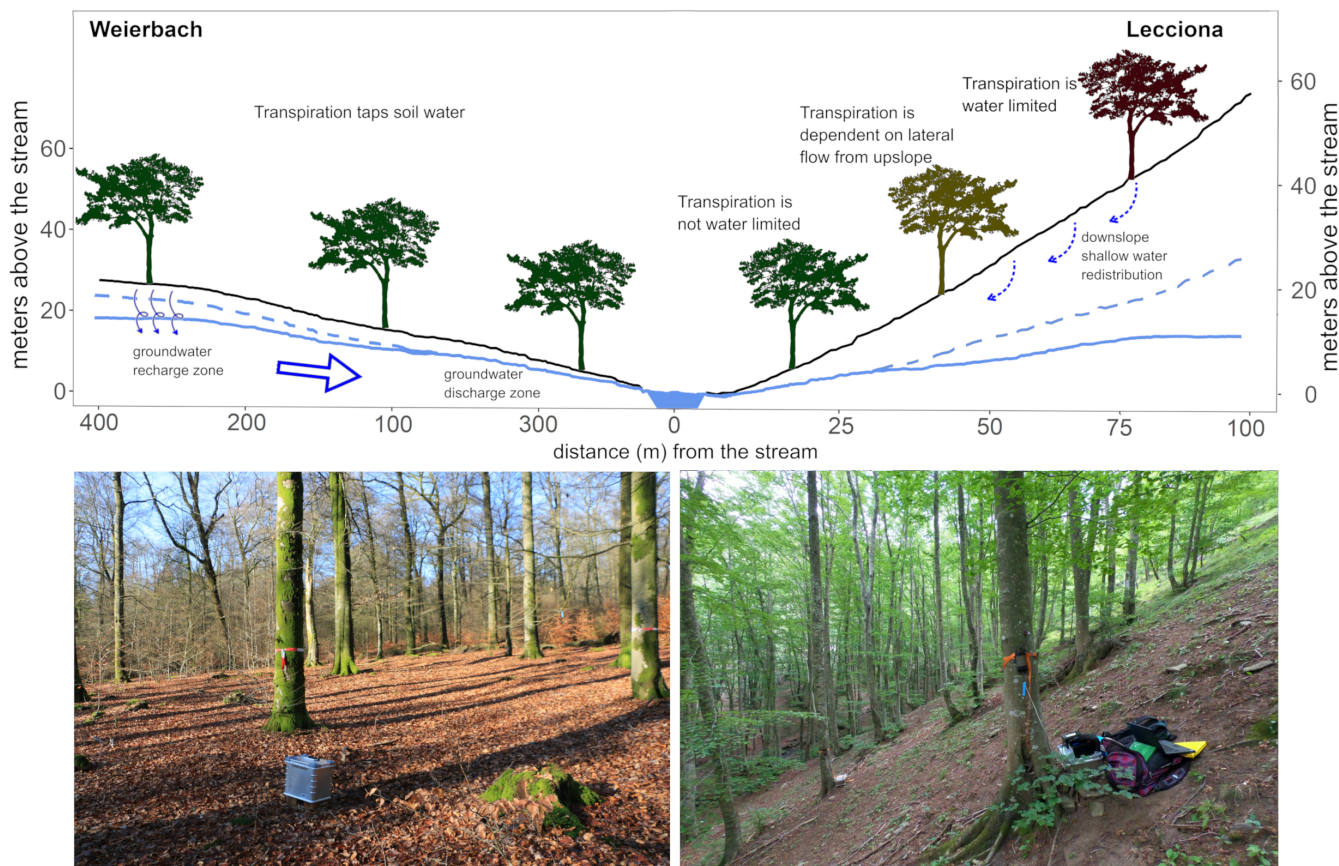 Weierbach
Lecciona
Transpiration taps soil water
Transpiration is
water limited
Transpiration is
dependent on lateral
flow from upslope
Transpiration is
not water limited
downslope
shallow water
redistribution
groundwater
recharge zone
groundwater
discharge zone
meters above the stream
60
40
20
0
meters above the stream
60
40
20
0
400
200
100
300
0
25
50
75
100
distance (m) from the stream